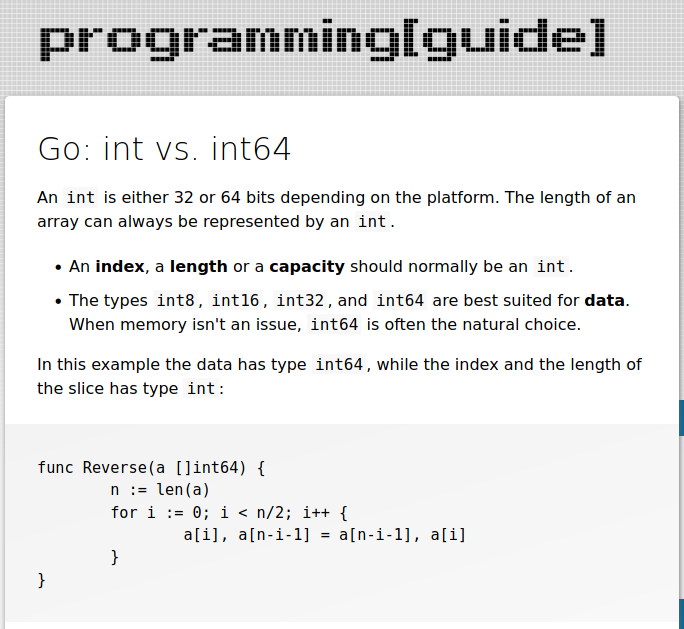 programming[guide]
Go: int vs. int64
An int is either 32 or 64 bits depending on the platform. The length of an
array can always be represented by an int.
• An index, a length or a capacity should normally be an int.
• The types int8, int16, int32, and int64 are best suited for data.
When memory isn't an issue, int64 is often the natural choice.
In this example the data has type int64, while the index and the length of
the slice has type int:
func Reverse(a []int64) {
        n := len(a)
        for i := 0; i < n/2; i++ {
                a[i], a[n-i-1] = a[n-i-1], a[i]
        }
}